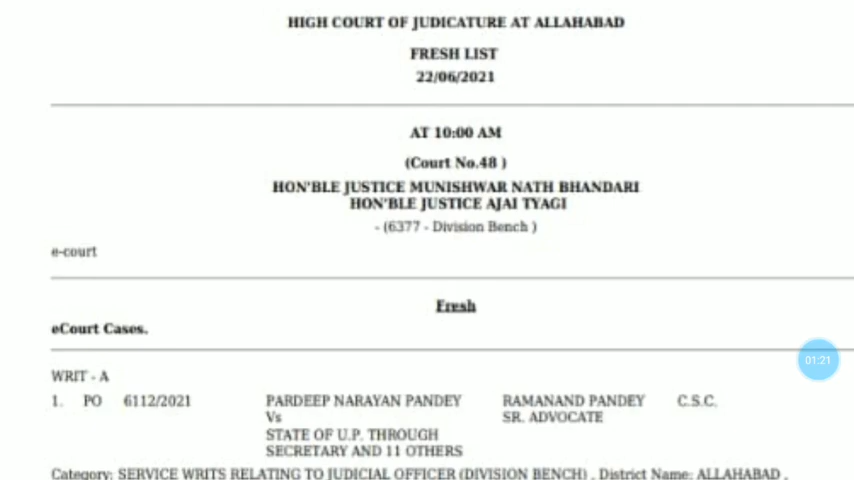 HIGH COURT OF JUDICATURE AT ALLAHABAD
FRESH LIST
22/06/2021
AT 10:00 AM
(Court No.48 )
HON'BLE JUSTICE MUNISHWAR NATH BHANDARI
HON'BLE JUSTICE AJAI TYAGI
- (6377 - Division Bench )
e-court
Fresh
eCourt Cases.
01:21
WRIT - A
1. PO 6112/2021 PARDEEP NARAYAN PANDEY RAMANAND PANDEY C.S.C.
Vs SR. ADVOCATE
STATE OF U.P. THROUGH
SECRETARY AND 11 OTHERS
Category: SERVICE WRITS RELATING TO JUDICIAL OFFICER (DIVISION BENCH) , District Name: ALLAHABAD ,